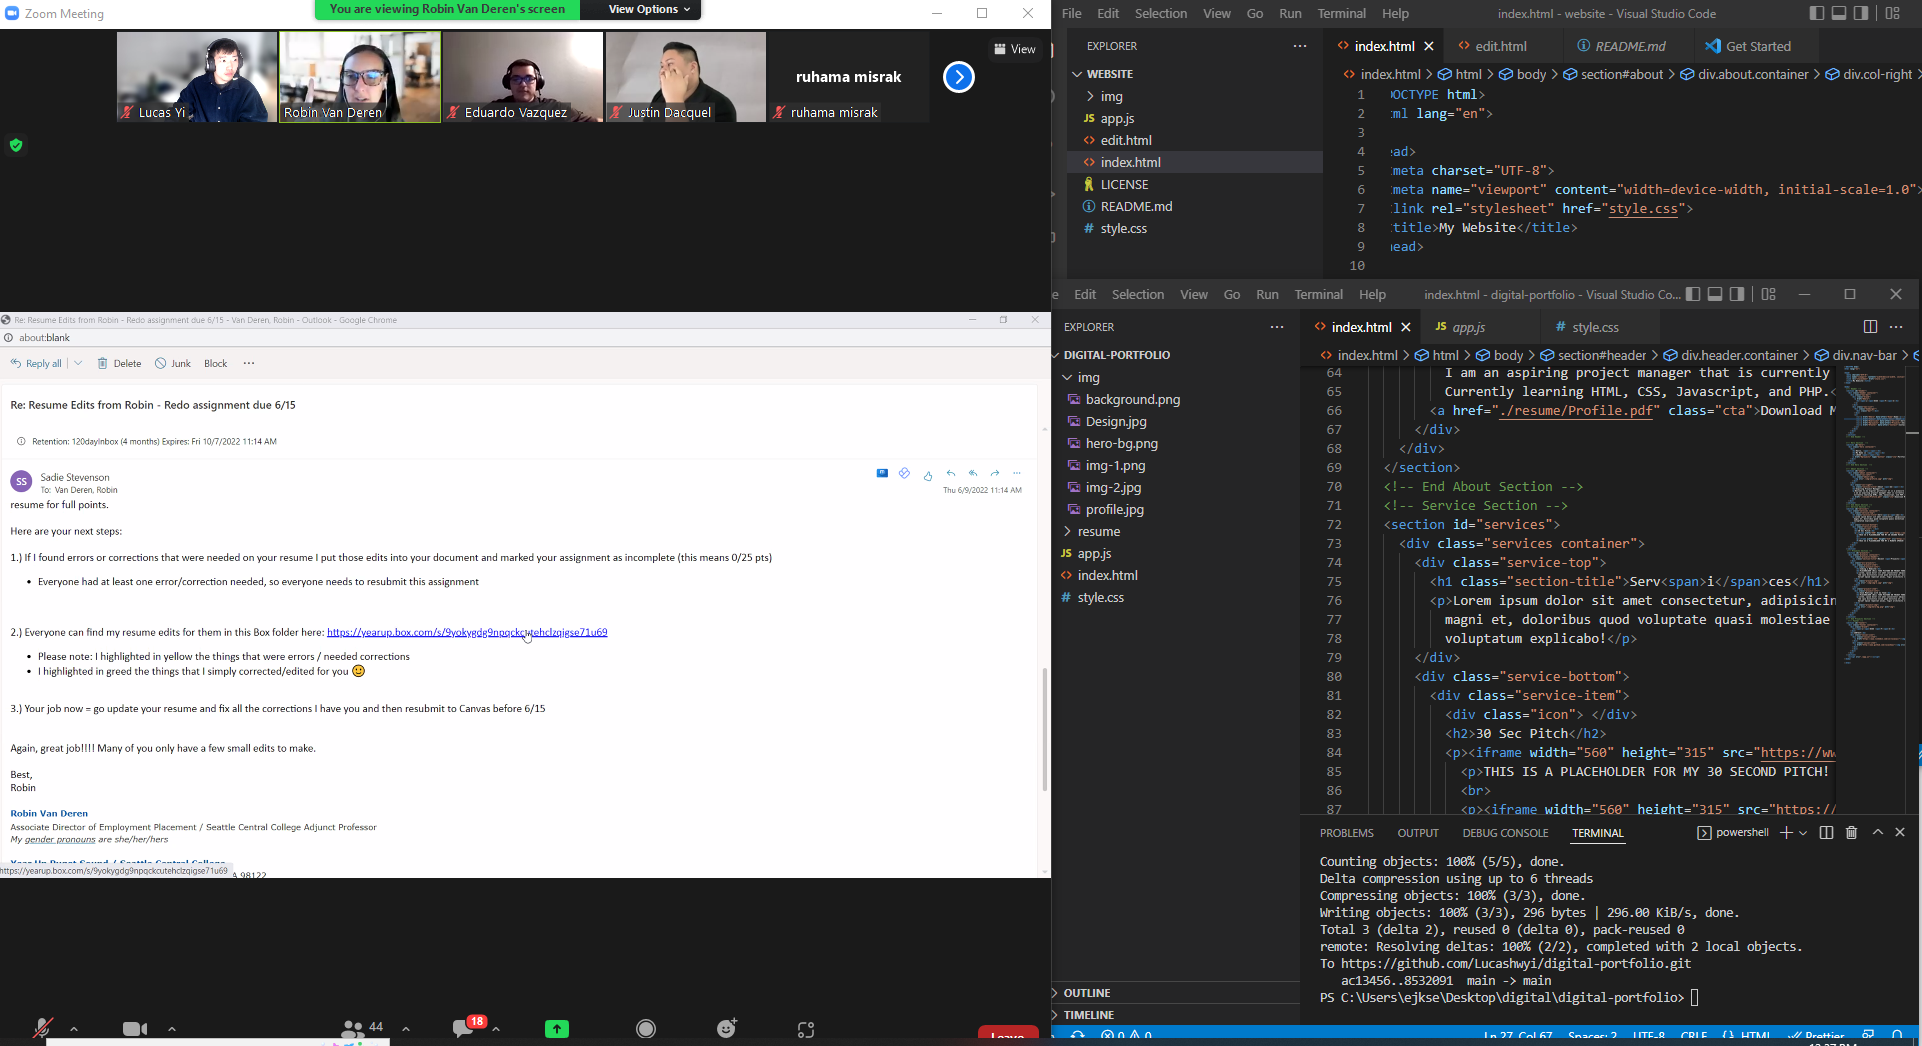 Zoom Meeting
You are viewing Robin Van Deren's screen
View Options
View
Lucas Yi
Robin Van Deren
Eduardo Vazquez
Justin Dacquel
ruhama misrak
ruhama misrak
Re: Resume Edits from Robin - Redo assignment due 6/15 - Van Deren, Robin - Outlook - Google Chrome
about:blank
Reply all
Delete
Junk
Block
Re: Resume Edits from Robin - Redo assignment due 6/15
Retention: 120dayInbox (4 months) Expires: Fri 10/7/2022 11:14 AM
SS
Sadie Stevenson
To: Van Deren, Robin
Thu 6/9/2022 11:14 AM
resume for full points.
Here are your next steps:
1.) If I found errors or corrections that were needed on your resume I put those edits into your document and marked your assignment as incomplete (this means 0/25 pts)
• Everyone had at least one error/correction needed, so everyone needs to resubmit this assignment
2.) Everyone can find my resume edits for them in this Box folder here: https://yearup.box.com/s/9yokygdg9npqckcutehclzqigse71u69
• Please note: I highlighted in yellow the things that were errors / needed corrections
• I highlighted in greed the things that I simply corrected/edited for you 🙂
3.) Your job now = go update your resume and fix all the corrections I have you and then resubmit to Canvas before 6/15
Again, great job!!!! Many of you only have a few small edits to make.
Best,
Robin
Robin Van Deren
Associate Director of Employment Placement / Seattle Central College Adjunct Professor
My gender pronouns are she/her/hers
Year Up Puget Sound / Seattle Central College
https://yearup.box.com/s/9yokygdg9npqckcutehclzqigse71u69
A 98122
44
18
Leave
File Edit Selection View Go Run Terminal Help
index.html - website - Visual Studio Code
EXPLORER
WEBSITE
img
JS app.js
edit.html
index.html
LICENSE
README.md
# style.css
index.html
edit.html
README.md
Get Started
index.html > html > body > section#about > div.about.container > div.col-right
1 OCTYPE html>
2 ml lang="en">
3
4 ead>
5 meta charset="UTF-8">
6 meta name="viewport" content="width=device-width, initial-scale=1.0">
7 link rel="stylesheet" href="style.css">
8 title>My Website</title>
9 head>
10
e Edit Selection View Go Run Terminal Help
index.html - digital-portfolio - Visual Studio Co...
EXPLORER
DIGITAL-PORTFOLIO
img
background.png
Design.jpg
hero-bg.png
img-1.png
img-2.jpg
profile.jpg
resume
JS app.js
index.html
# style.css
OUTLINE
TIMELINE
index.html
JS app.js
# style.css
index.html > html > body > section#header > div.header.container > div.nav-bar >
64 I am an aspiring project manager that is currently
65 Currently learning HTML, CSS, Javascript, and PHP.<
66 <a href="./resume/Profile.pdf" class="cta">Download M
67 </div>
68 </div>
69 </section>
70 <!-- End About Section -->
71 <!-- Service Section -->
72 <section id="services">
73 <div class="services container">
74 <div class="service-top">
75 <h1 class="section-title">Serv<span>i</span>ces</h1>
76 <p>Lorem ipsum dolor sit amet consectetur, adipisicin
77 magni et, doloribus quod voluptate quasi molestiae
78 voluptatum explicabo!</p>
79 </div>
80 <div class="service-bottom">
81 <div class="service-item">
82 <div class="icon"> </div>
83 <h2>30 Sec Pitch</h2>
84 <p><iframe width="560" height="315" src="https://ww
85 <p>THIS IS A PLACEHOLDER FOR MY 30 SECOND PITCH!
86 <br>
87 <p><iframe width="560" height="315" src="https:/
PROBLEMS OUTPUT DEBUG CONSOLE TERMINAL
powershell
Counting objects: 100% (5/5), done.
Delta compression using up to 6 threads
Compressing objects: 100% (3/3), done.
Writing objects: 100% (3/3), 296 bytes | 296.00 KiB/s, done.
Total 3 (delta 2), reused 0 (delta 0), pack-reused 0
remote: Resolving deltas: 100% (2/2), completed with 2 local objects.
To https://github.com/Lucashwyi/digital-portfolio.git
ac13456..8532091 main -> main
PS C:\Users\ejkse\Desktop\digital\digital-portfolio>
0 0
Ln 27, Col 67 Spaces: 2 UTF-8 CRLF HTML Prettier